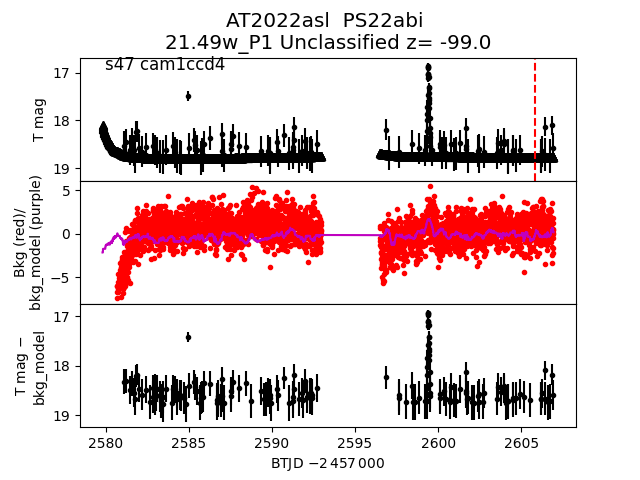 AT2022asl  PS22abi
21.49w_P1 Unclassified z= -99.0
s47 cam1ccd4
T mag
17
18
19
Bkg (red)/
bkg_model (purple)
5
0
−5
T mag −
bkg_model
17
18
19
2580
2585
2590
2595
2600
2605
BTJD −2 457 000